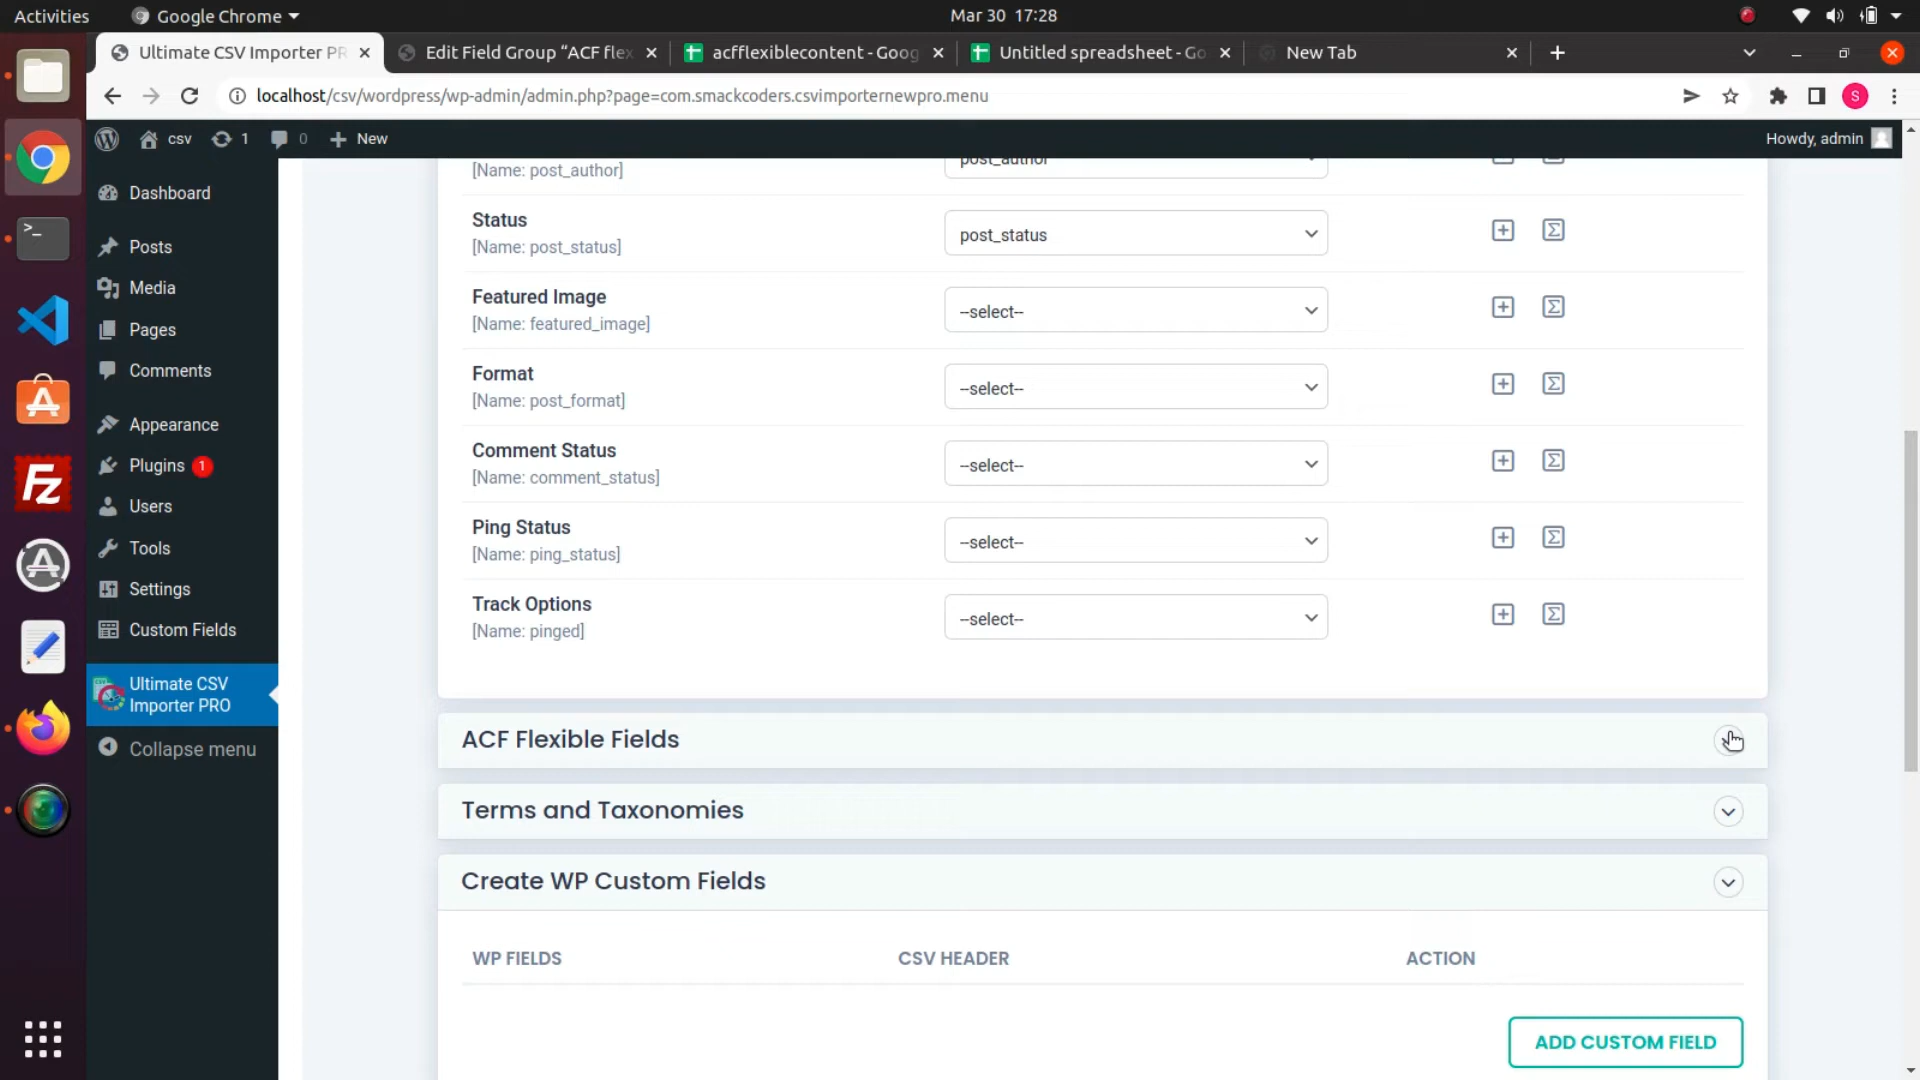 Activities
Google Chrome
Mar 30 17:28
Ultimate CSV Importer PR
Edit Field Group “ACF flex
acfflexiblecontent - Goog
Untitled spreadsheet - Go
New Tab
localhost/csv/wordpress/wp-admin/admin.php?page=com.smackcoders.csvimporternewpro.menu
S
csv
1
0
New
Howdy, admin
Dashboard
Posts
Media
Pages
Comments
Appearance
Plugins 1
Users
Tools
Settings
Custom Fields
Ultimate CSV
Importer PRO
Collapse menu
post_author
[Name: post_author]
Status
[Name: post_status]
post_status
Featured Image
[Name: featured_image]
--select--
Format
[Name: post_format]
--select--
Comment Status
[Name: comment_status]
--select--
Ping Status
[Name: ping_status]
--select--
Track Options
[Name: pinged]
--select--
ACF Flexible Fields
Terms and Taxonomies
Create WP Custom Fields
WP FIELDS
CSV HEADER
ACTION
ADD CUSTOM FIELD